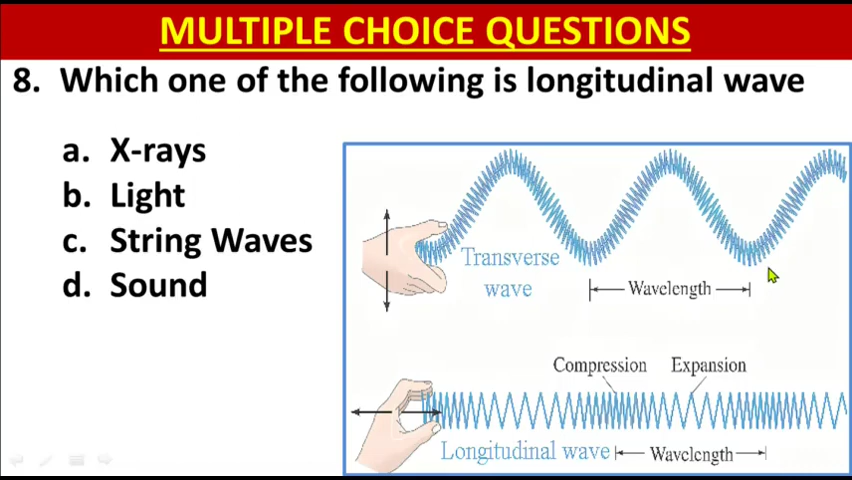 MULTIPLE CHOICE QUESTIONS
8. Which one of the following is longitudinal wave
a. X-rays
b. Light
c. String Waves
d. Sound
Transverse
wave
Wavelength
Compression Expansion
Longitudinal wave
Wavelength